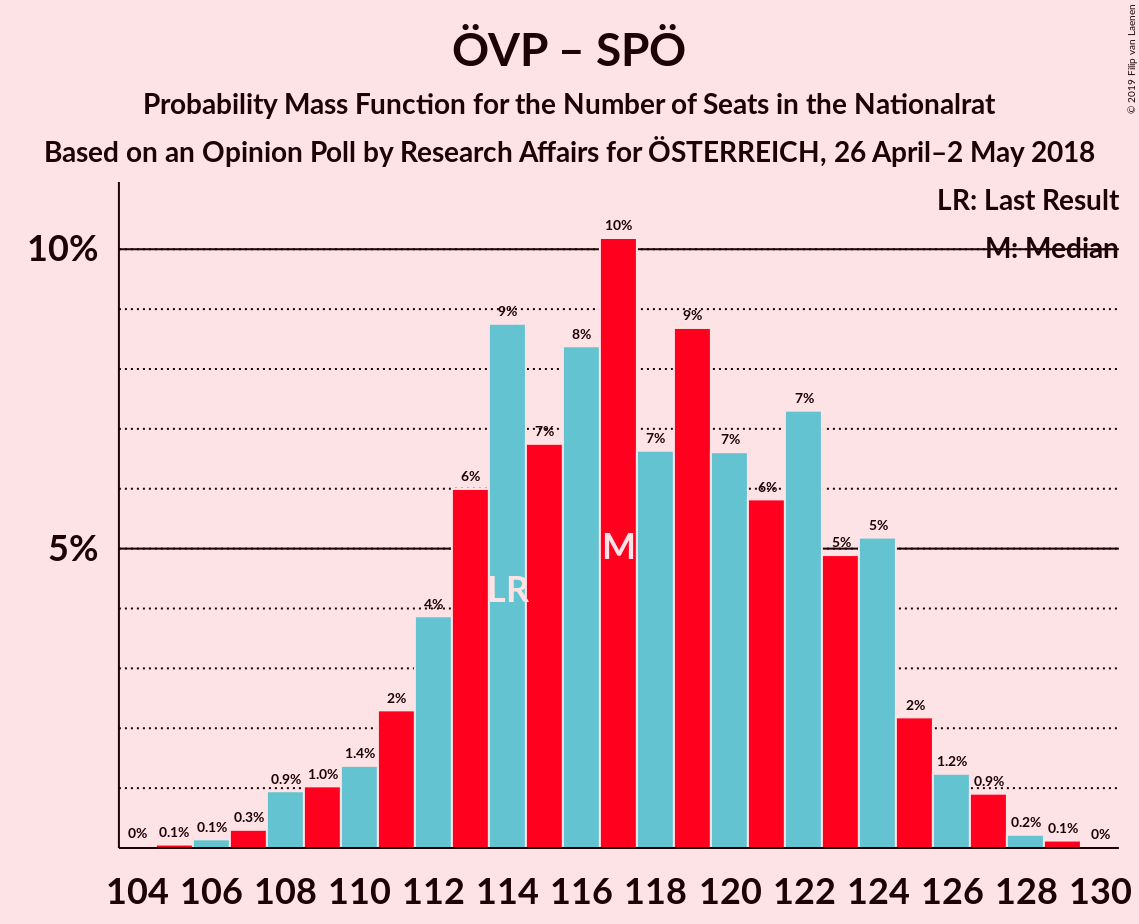 ÖVP – SPÖ
Probability Mass Function for the Number of Seats in the Nationalrat
Based on an Opinion Poll by Research Affairs for ÖSTERREICH, 26 April–2 May 2018
© 2019 Filip van Laenen
LR: Last Result
M: Median
10%
5%
0% 0.1% 0.1% 0.3% 0.9% 1.0% 1.4% 2% 4% 6% 9% 7% 8% 10% 7% 9% 7% 6% 7% 5% 5% 2% 1.2% 0.9% 0.2% 0.1% 0%
LR
M
104 106 108 110 112 114 116 118 120 122 124 126 128 130